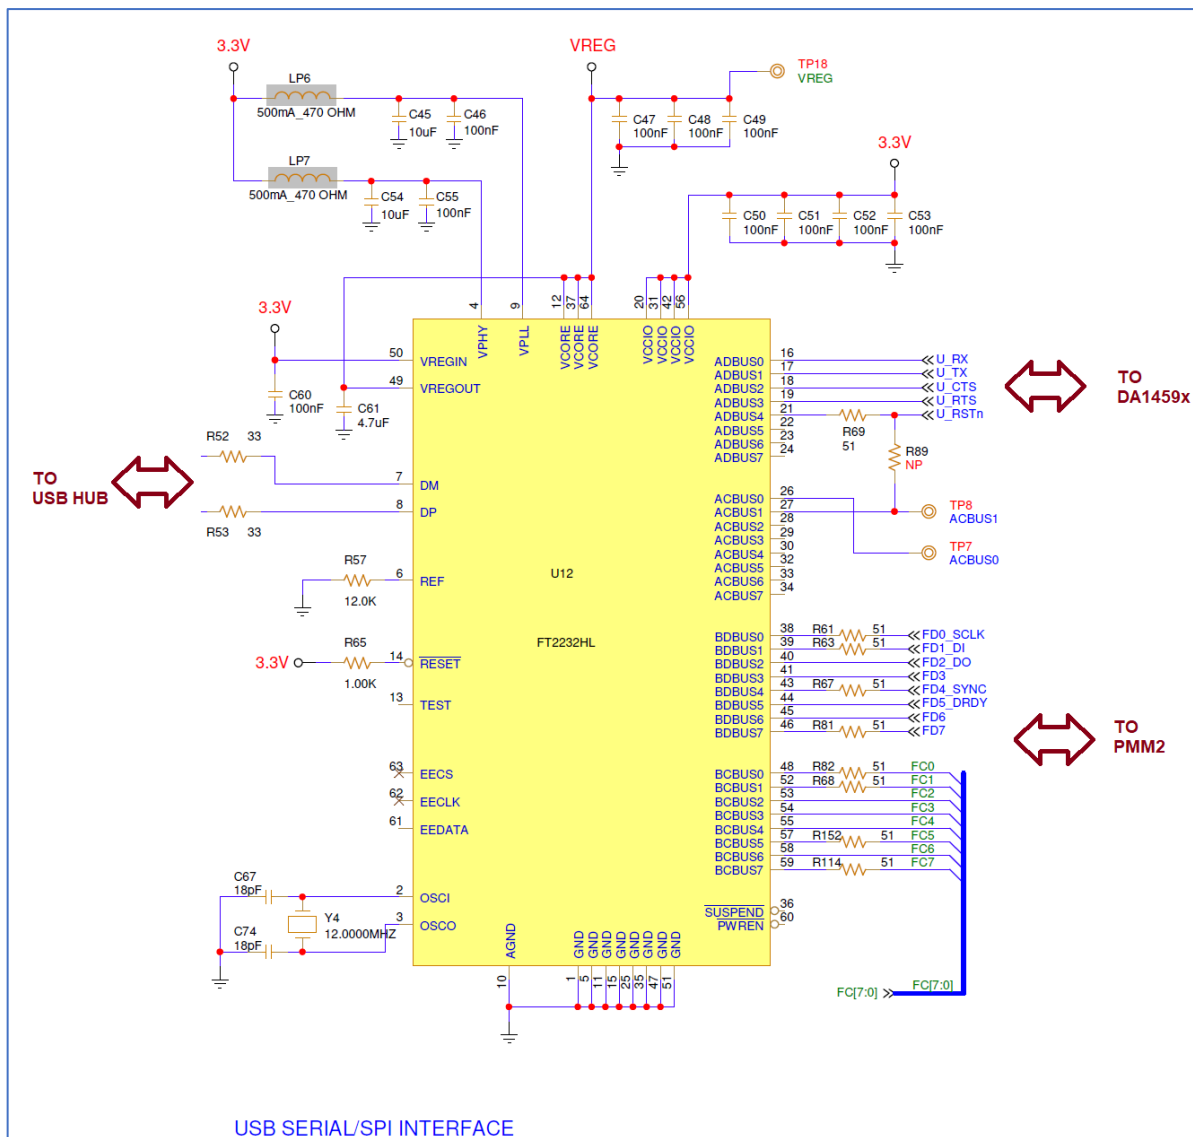 3.3V
LP6
500mA_470 OHM
C45
10uF
C46
100nF
LP7
500mA_470 OHM
C54
10uF
C55
100nF
VREG
TP18
VREG
C47
100nF
C48
100nF
C49
100nF
3.3V
C50
100nF
C51
100nF
C52
100nF
C53
100nF
4
9
12
37
64
20
31
42
56
VPHY
VPLL
VCORE
VCORE
VCORE
VCCIO
VCCIO
VCCIO
VCCIO
3.3V
C60
100nF
C61
4.7uF
50
VREGIN
49
VREGOUT
R52 33
TO
USB HUB
R53 33
7
DM
8
DP
R57
12.0K
6
REF
3.3V
R65
1.00K
14
RESET
13
TEST
63
EECS
62
EECLK
61
EEDATA
C67
18pF
C74
18pF
Y4
12.0000MHZ
2
OSCI
3
OSCO
U12
FT2232HL
ADBUS0 16 U_RX
ADBUS1 17 U_TX
ADBUS2 18 U_CTS
ADBUS3 19 U_RTS
ADBUS4 21 U_RSTn
ADBUS5 22
ADBUS6 23
ADBUS7 24
R69
51
R89
NP
TO
DA1459x
ACBUS0 26
ACBUS1 27
ACBUS2 28
ACBUS3 29
ACBUS4 30
ACBUS5 32
ACBUS6 33
ACBUS7 34
TP8
ACBUS1
TP7
ACBUS0
BDBUS0 38 R61 51 FD0_SCLK
BDBUS1 39 R63 51 FD1_DI
BDBUS2 40 FD2_DO
BDBUS3 41 FD3
BDBUS4 43 R67 51 FD4_SYNC
BDBUS5 44 FD5_DRDY
BDBUS6 45 FD6
BDBUS7 46 R81 51 FD7
TO
PMM2
BCBUS0 48 R82 51 FC0
BCBUS1 52 R68 51 FC1
BCBUS2 53 FC2
BCBUS3 54 FC3
BCBUS4 55 FC4
BCBUS5 57 R152 51 FC5
BCBUS6 58 FC6
BCBUS7 59 R114 51 FC7
SUSPEND 36
PWREN 60
AGND
GND
GND
GND
GND
GND
GND
GND
GND
10
1
5
11
15
25
35
47
51
FC[7:0] FC[7:0]
USB SERIAL/SPI INTERFACE